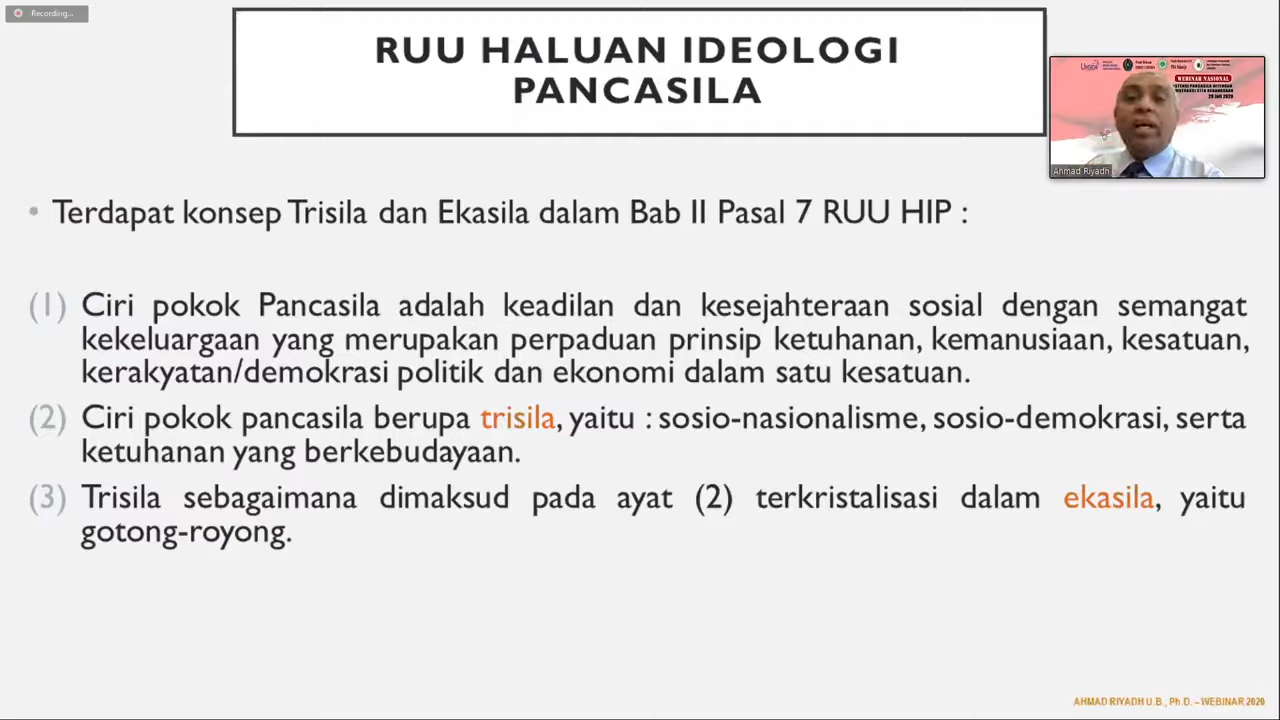 Recording...
RUU HALUAN IDEOLOGI
PANCASILA
WEBINAR NASIONAL
Ahmad Riyadh
• Terdapat konsep Trisila dan Ekasila dalam Bab II Pasal 7 RUU HIP :
(1) Ciri pokok Pancasila adalah keadilan dan kesejahteraan sosial dengan semangat
kekeluargaan yang merupakan perpaduan prinsip ketuhanan, kemanusiaan, kesatuan,
kerakyatan/demokrasi politik dan ekonomi dalam satu kesatuan.
(2) Ciri pokok pancasila berupa trisila, yaitu : sosio-nasionalisme, sosio-demokrasi, serta
ketuhanan yang berkebudayaan.
(3) Trisila sebagaimana dimaksud pada ayat (2) terkristalisasi dalam ekasila, yaitu
gotong-royong.
AHMAD RIYADH U.B., Ph.D. – WEBINAR 2020